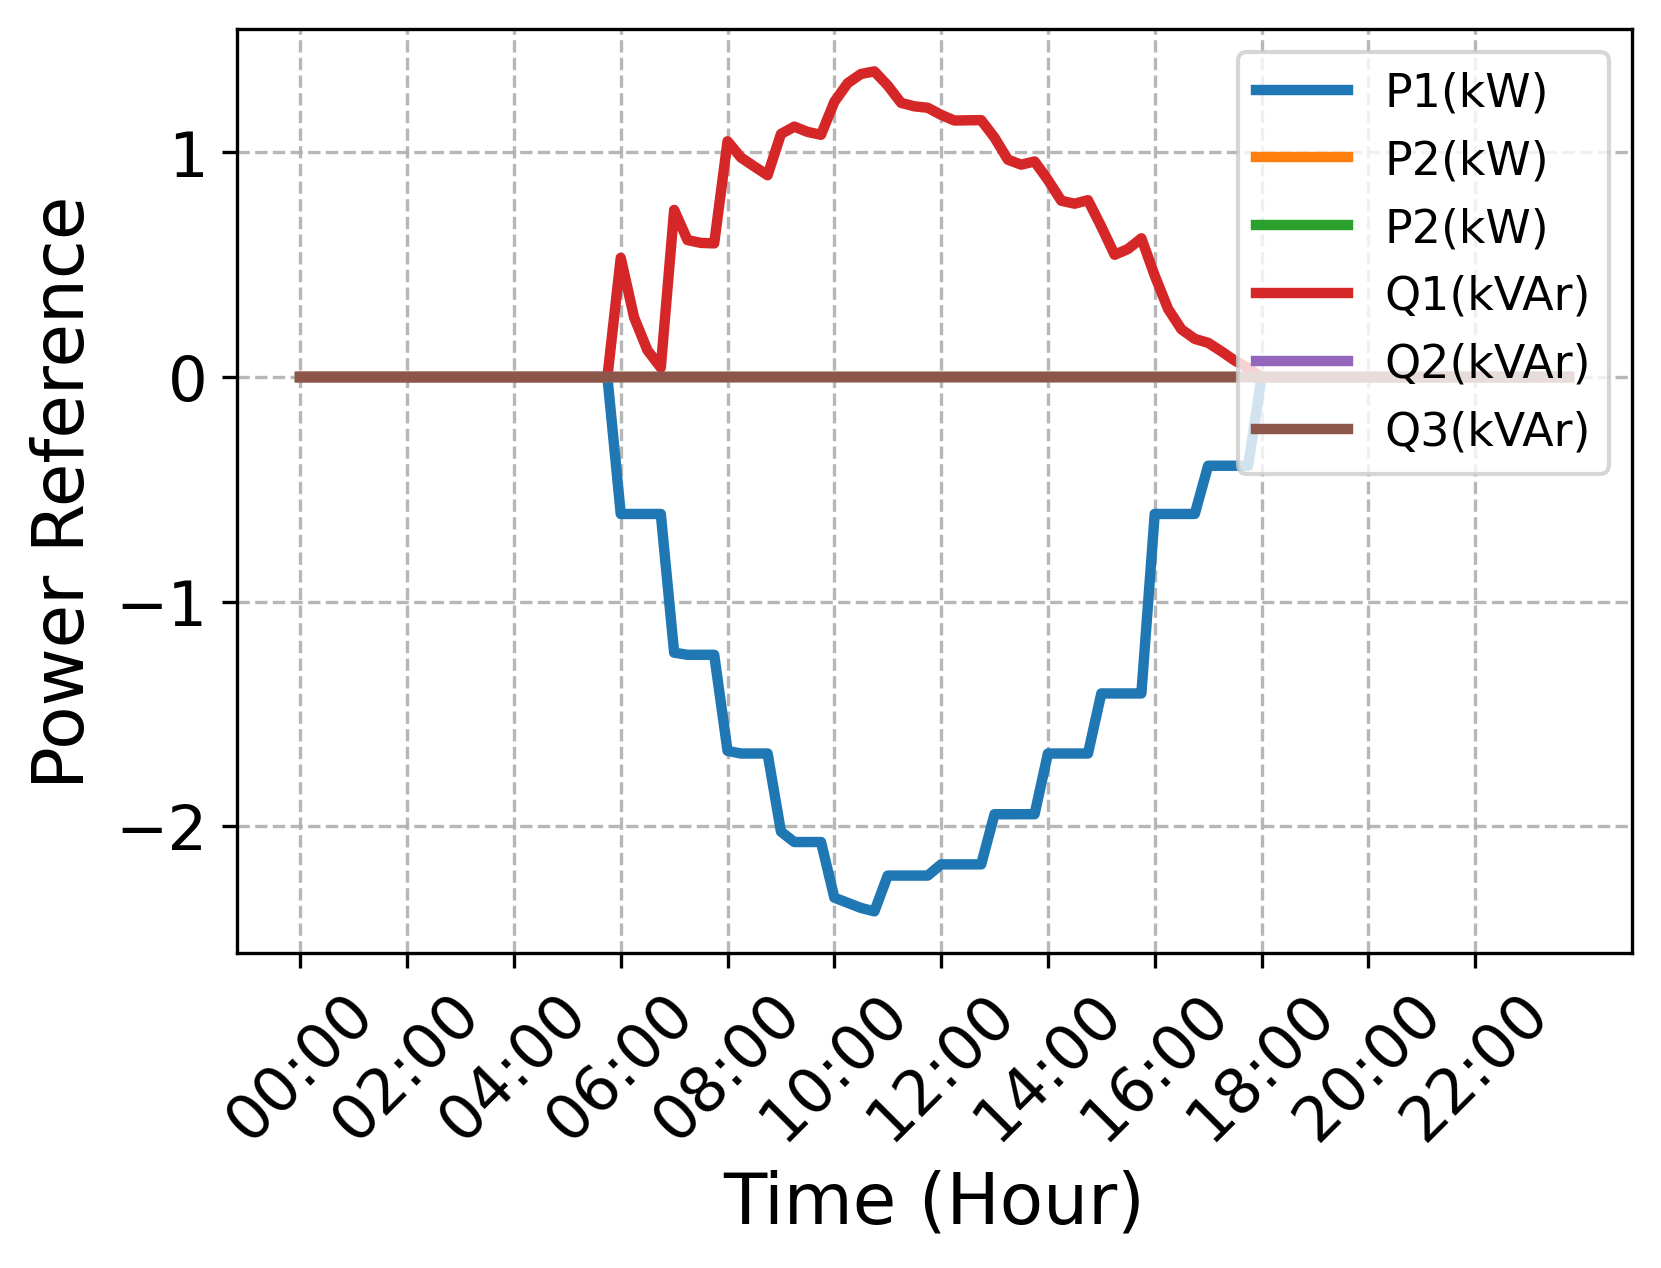 P1(kW)
P2(kW)
P2(kW)
Q1(kVAr)
Q2(kVAr)
Q3(kVAr)
1
0
−1
−2
Power Reference
00:00
02:00
04:00
06:00
08:00
10:00
12:00
14:00
16:00
18:00
20:00
22:00
Time (Hour)